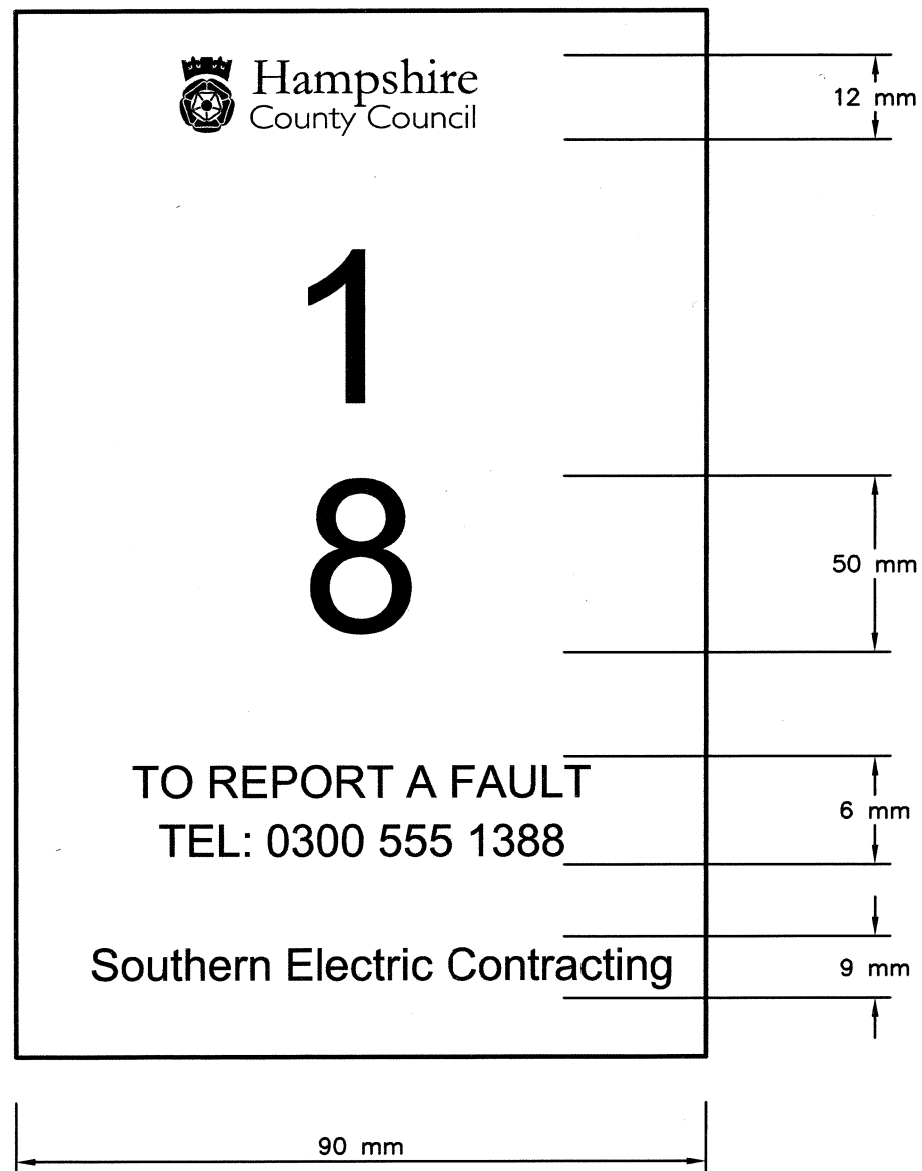 Hampshire
County Council
12 mm
1
8
50 mm
TO REPORT A FAULT
TEL: 0300 555 1388
6 mm
Southern Electric Contracting
9 mm
90 mm